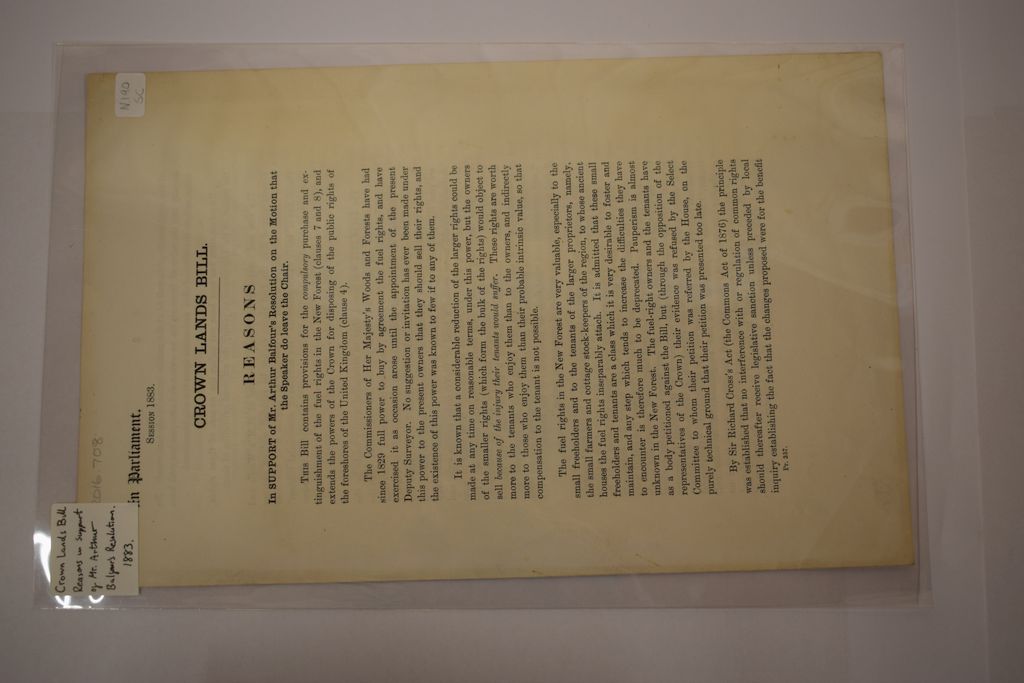 Crown Lands Bill
Reasons in Support
of Mr. Arthur
Balfour's Resolution.
1883.
2016.708
N140
SC
In Parliament.
SESSION 1883.
CROWN LANDS BILL.
REASONS
In SUPPORT of Mr. Arthur Balfour's Resolution on the Motion that
the Speaker do leave the Chair.
THIS Bill contains provisions for the compulsory purchase and ex-
tinguishment of the fuel rights in the New Forest (clauses 7 and 8), and
extends the powers of the Crown for disposing of the public rights of
the foreshores of the United Kingdom (clause 4).
The Commissioners of Her Majesty's Woods and Forests have had
since 1829 full power to buy by agreement the fuel rights, and have
exercised it as occasion arose until the appointment of the present
Deputy Surveyor. No suggestion or invitation has ever been made under
this power to the present owners that they should sell their rights, and
the existence of this power was known to few if to any of them.
It is known that a considerable reduction of the larger rights could be
made at any time on reasonable terms, under this power, but the owners
of the smaller rights (which form the bulk of the rights) would object to
sell because of the injury their tenants would suffer. These rights are worth
more to the tenants who enjoy them than to the owners, and indirectly
more to those who enjoy them than their probable intrinsic value, so that
compensation to the tenant is not possible.
The fuel rights in the New Forest are very valuable, especially to the
small freeholders and to the tenants of the larger proprietors, namely,
the small farmers and cottage stock-keepers of the region, to whose ancient
houses the fuel rights inseparably attach. It is admitted that these small
freeholders and tenants are a class which it is very desirable to foster and
maintain, and any step which tends to increase the difficulties they have
to encounter is therefore much to be deprecated. Pauperism is almost
unknown in the New Forest. The fuel-right owners and the tenants have
as a body petitioned against the Bill, but (through the opposition of the
representatives of the Crown) their evidence was refused by the Select
Committee to whom their petition was referred by the House, on the
purely technical ground that their petition was presented too late.
By Sir Richard Cross's Act (the Commons Act of 1876) the principle
was established that no interference with or regulation of common rights
should thereafter receive legislative sanction unless preceded by local
inquiry establishing the fact that the changes proposed were for the benefit
Pr. 257.